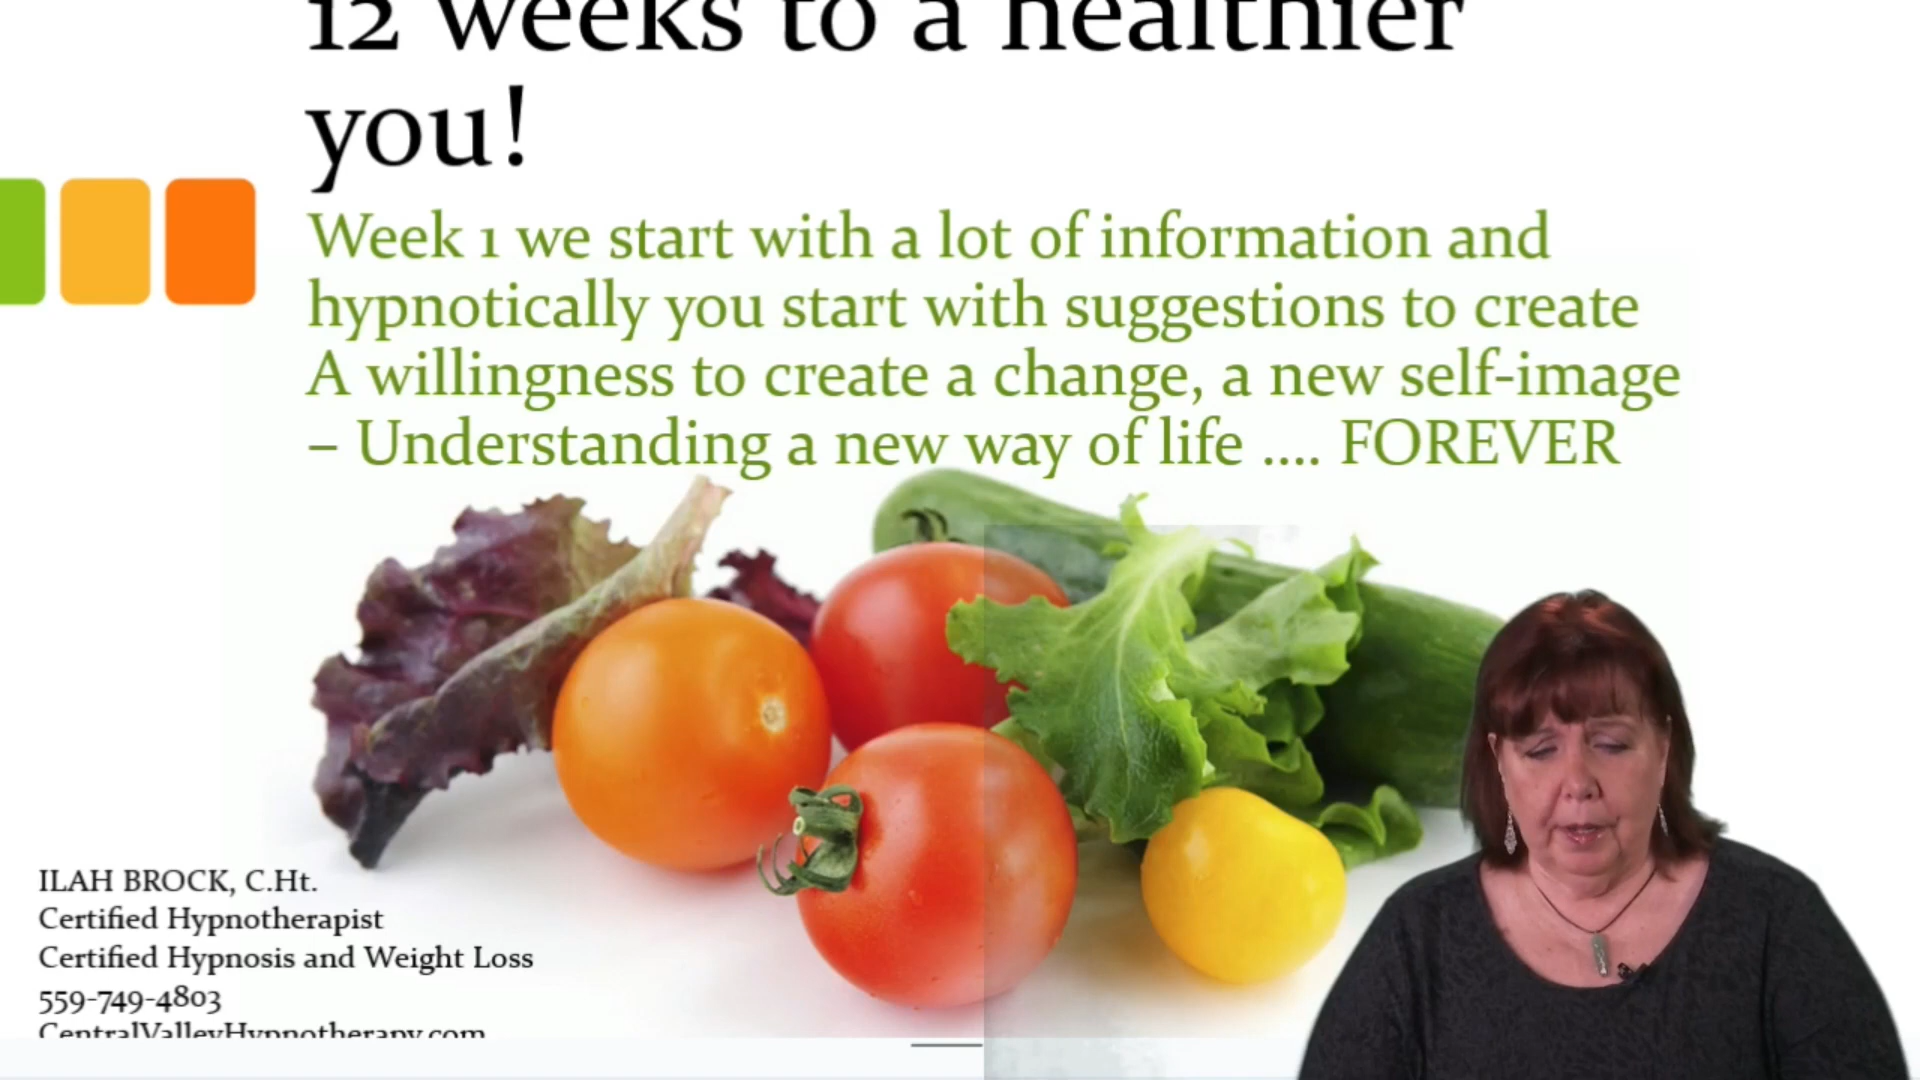 12 weeks to a healthier
you!
Week 1 we start with a lot of information and
hypnotically you start with suggestions to create
A willingness to create a change, a new self-image
– Understanding a new way of life .... FOREVER
ILAH BROCK, C.Ht.
Certified Hypnotherapist
Certified Hypnosis and Weight Loss
559-749-4803
CentralValleyHypnotherapy.com